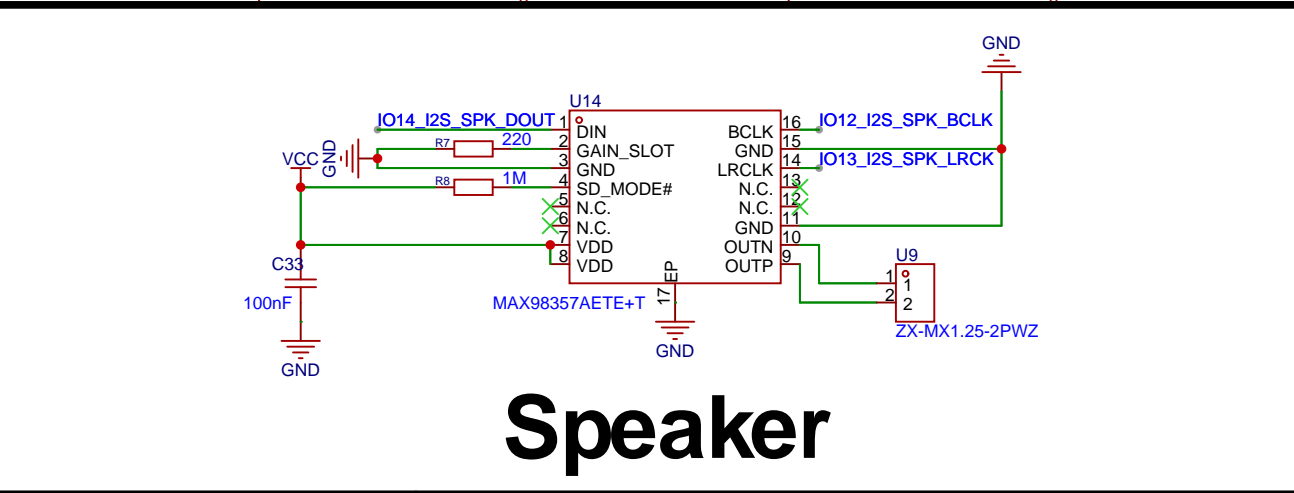 GND
U14
IO14_I2S_SPK_DOUT
1
DIN
16
BCLK
IO12_I2S_SPK_BCLK
R7
220
2
GAIN_SLOT
15
GND
VCC
GND
3
GND
14
LRCLK
IO13_I2S_SPK_LRCK
R8
1M
4
SD_MODE#
13
N.C.
5
N.C.
12
N.C.
6
N.C.
11
GND
7
VDD
10
OUTN
8
VDD
9
OUTP
U9
C33
100nF
EP
17
1
1
2
2
MAX98357AETE+T
ZX-MX1.25-2PWZ
GND
GND
Speaker